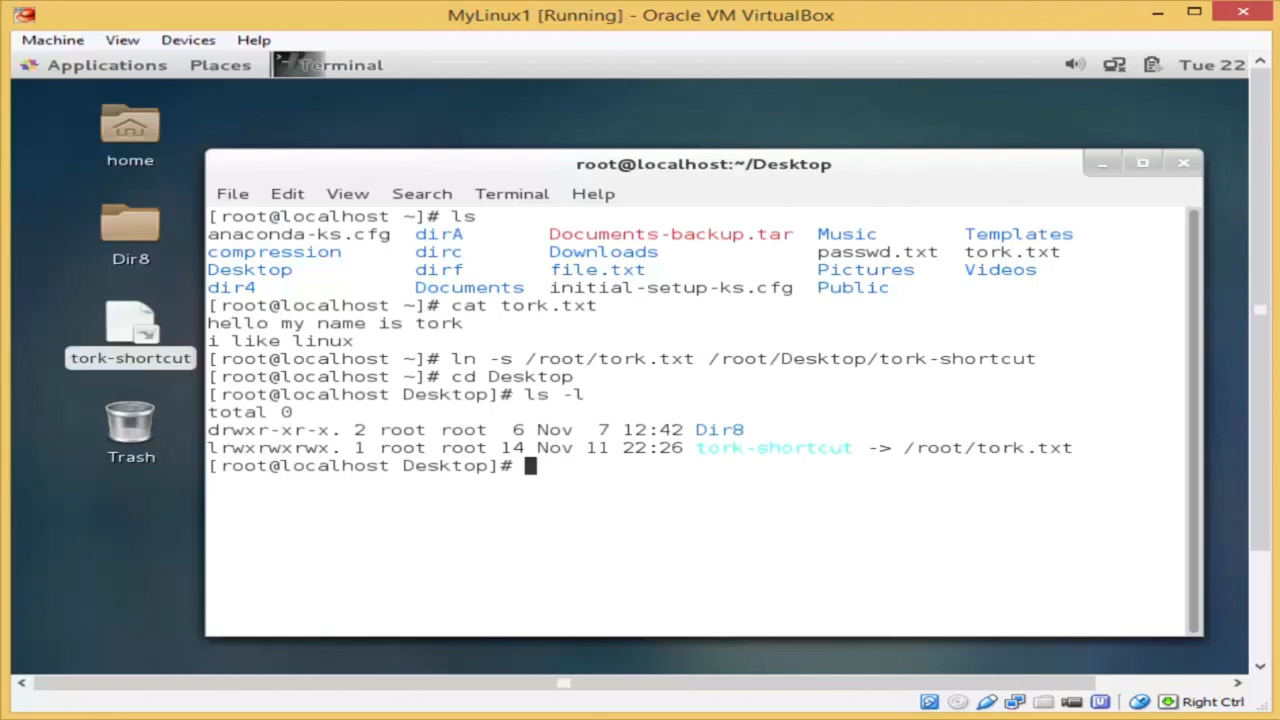 MyLinux1 [Running] - Oracle VM VirtualBox
Machine View Devices Help
Applications Places Terminal Tue 22
home
Dir8
tork-shortcut
Trash
root@localhost:~/Desktop
File Edit View Search Terminal Help
[root@localhost ~]# ls
anaconda-ks.cfg dirA Documents-backup.tar Music Templates
compression dirc Downloads passwd.txt tork.txt
Desktop dirf file.txt Pictures Videos
dir4 Documents initial-setup-ks.cfg Public
[root@localhost ~]# cat tork.txt
hello my name is tork
i like linux
[root@localhost ~]# ln -s /root/tork.txt /root/Desktop/tork-shortcut
[root@localhost ~]# cd Desktop
[root@localhost Desktop]# ls -l
total 0
drwxr-xr-x. 2 root root 6 Nov 7 12:42 Dir8
lrwxrwxrwx. 1 root root 14 Nov 11 22:26 tork-shortcut -> /root/tork.txt
[root@localhost Desktop]#
Right Ctrl